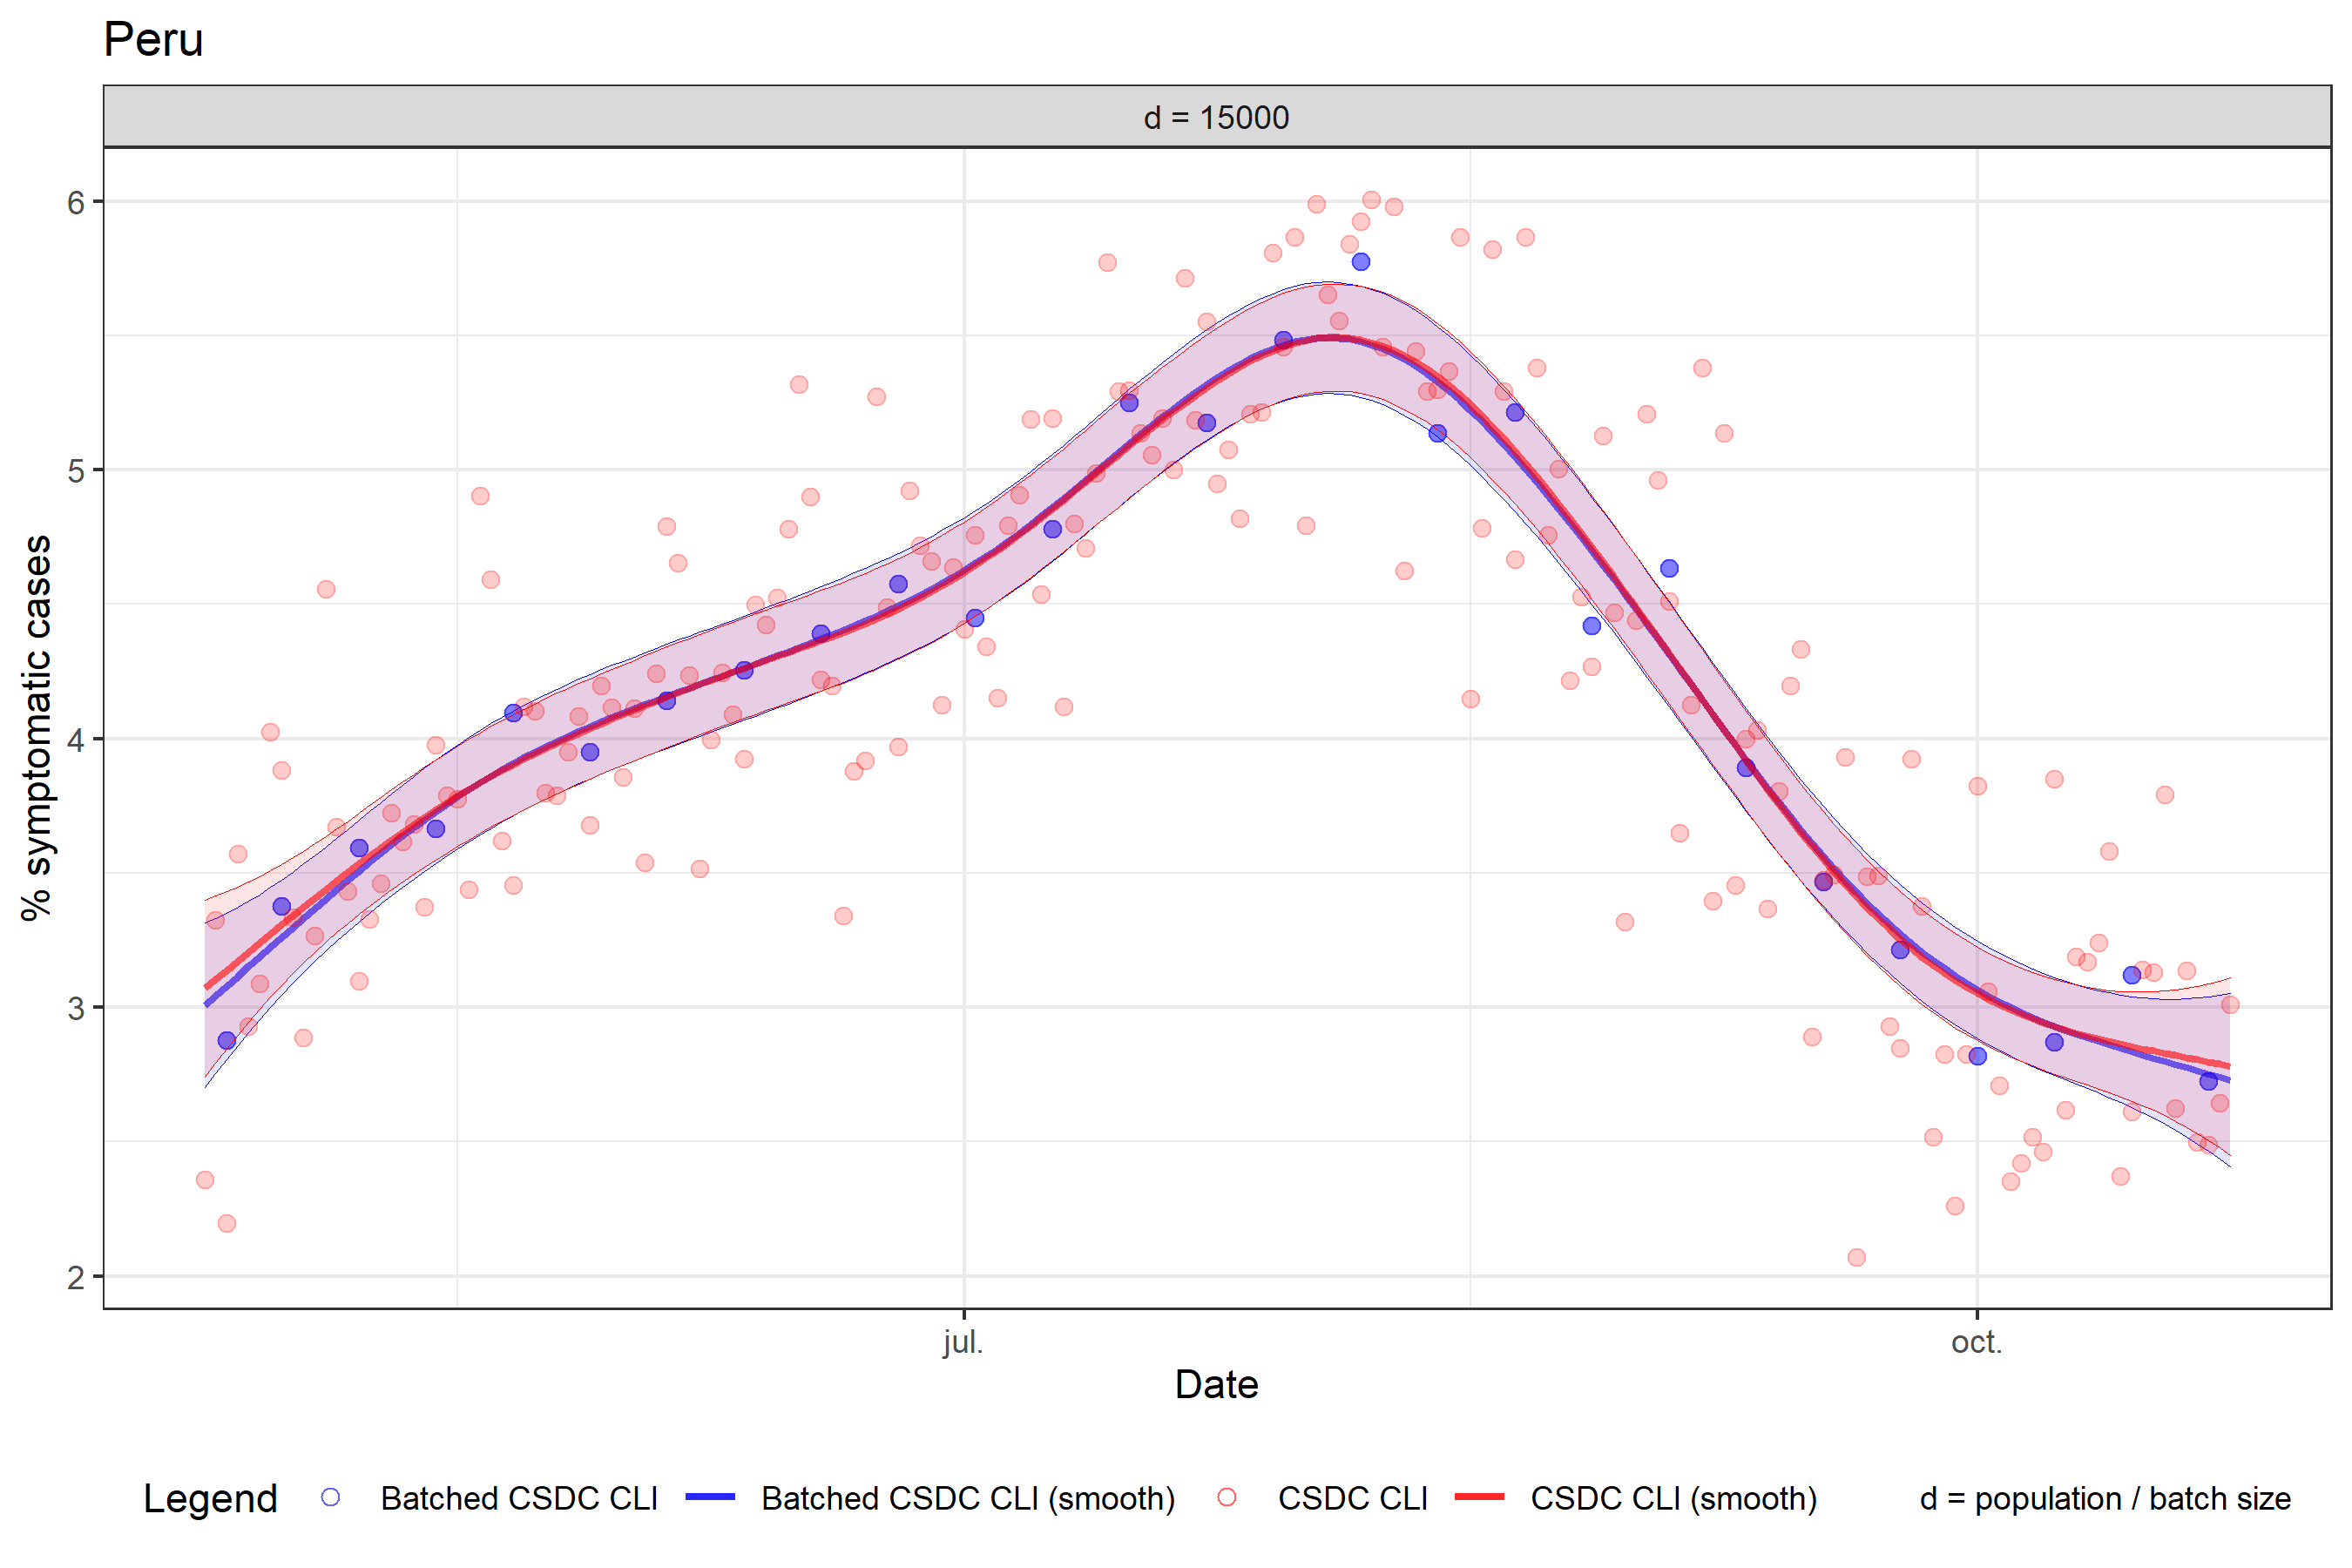 Peru
d = 15000
6
5
4
3
2
% symptomatic cases
jul.
oct.
Date
Legend
Batched CSDC CLI
Batched CSDC CLI (smooth)
CSDC CLI
CSDC CLI (smooth)
d = population / batch size